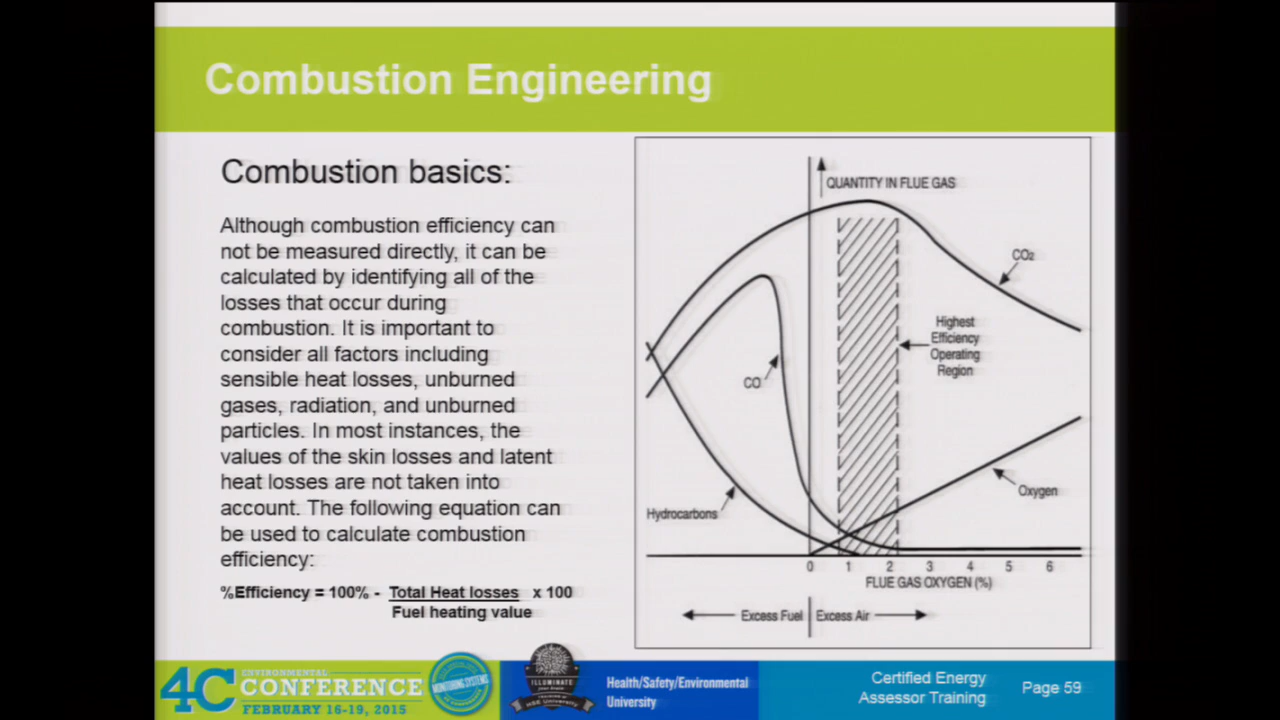 Combustion Engineering
Combustion basics:
Although combustion efficiency can
not be measured directly, it can be
calculated by identifying all of the
losses that occur during
combustion. It is important to
consider all factors including
sensible heat losses, unburned
gases, radiation, and unburned
particles. In most instances, the
values of the skin losses and latent
heat losses are not taken into
account. The following equation can
be used to calculate combustion
efficiency:
%Efficiency = 100% - Total Heat losses x 100
Fuel heating value
QUANTITY IN FLUE GAS
CO₂
Highest
Efficiency
Operating
Region
CO
Oxygen
Hydrocarbons
0 1 2 3 4 5 6
FLUE GAS OXYGEN (%)
Excess Fuel Excess Air
4C ENVIRONMENTAL
CONFERENCE
FEBRUARY 16-19, 2015
MONITORING SYSTEMS
ILLUMINATE
HSE University
Health/Safety/Environmental
University
Certified Energy
Assessor Training
Page 59